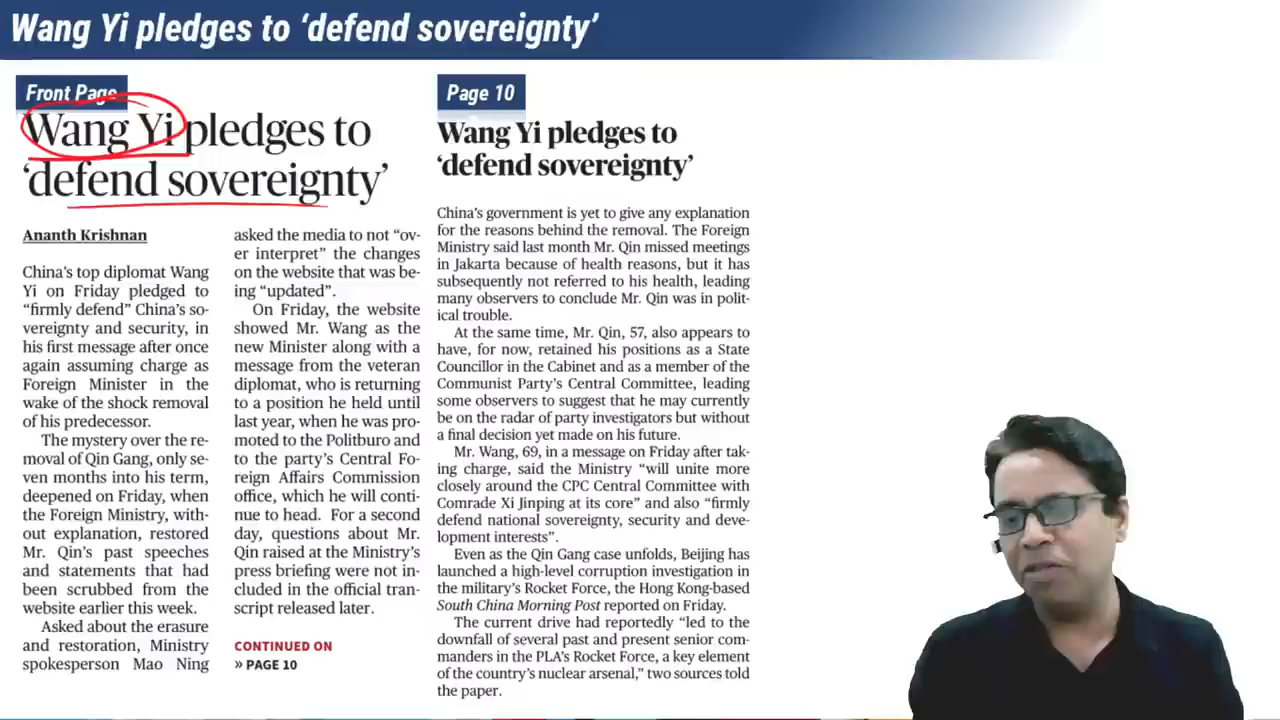 Wang Yi pledges to ‘defend sovereignty’
Front Page
Wang Yi pledges to
‘defend sovereignty’
Ananth Krishnan
China’s top diplomat Wang
Yi on Friday pledged to
“firmly defend” China’s so-
vereignty and security, in
his first message after once
again assuming charge as
Foreign Minister in the
wake of the shock removal
of his predecessor.
The mystery over the re-
moval of Qin Gang, only se-
ven months into his term,
deepened on Friday, when
the Foreign Ministry, with-
out explanation, restored
Mr. Qin’s past speeches
and statements that had
been scrubbed from the
website earlier this week.
Asked about the erasure
and restoration, Ministry
spokesperson Mao Ning
asked the media to not “ov-
er interpret” the changes
on the website that was be-
ing “updated”.
On Friday, the website
showed Mr. Wang as the
new Minister along with a
message from the veteran
diplomat, who is returning
to a position he held until
last year, when he was pro-
moted to the Politburo and
to the party’s Central Fo-
reign Affairs Commission
office, which he will conti-
nue to head. For a second
day, questions about Mr.
Qin raised at the Ministry’s
press briefing were not in-
cluded in the official tran-
script released later.
CONTINUED ON
» PAGE 10
Page 10
Wang Yi pledges to
‘defend sovereignty’
China’s government is yet to give any explanation
for the reasons behind the removal. The Foreign
Ministry said last month Mr. Qin missed meetings
in Jakarta because of health reasons, but it has
subsequently not referred to his health, leading
many observers to conclude Mr. Qin was in polit-
ical trouble.
At the same time, Mr. Qin, 57, also appears to
have, for now, retained his positions as a State
Councillor in the Cabinet and as a member of the
Communist Party’s Central Committee, leading
some observers to suggest that he may currently
be on the radar of party investigators but without
a final decision yet made on his future.
Mr. Wang, 69, in a message on Friday after tak-
ing charge, said the Ministry “will unite more
closely around the CPC Central Committee with
Comrade Xi Jinping at its core” and also “firmly
defend national sovereignty, security and deve-
lopment interests”.
Even as the Qin Gang case unfolds, Beijing has
launched a high-level corruption investigation in
the military’s Rocket Force, the Hong Kong-based
South China Morning Post reported on Friday.
The current drive had reportedly “led to the
downfall of several past and present senior com-
manders in the PLA’s Rocket Force, a key element
of the country’s nuclear arsenal,” two sources told
the paper.